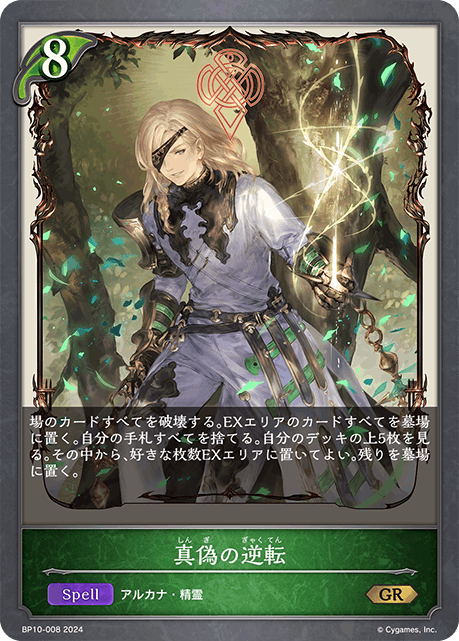 8
場のカードすべてを破壊する。EXエリアのカードすべてを墓場
に置く。自分の手札すべてを捨てる。自分のデッキの上5枚を見
る。その中から、好きな枚数EXエリアに置いてよい。残りを墓場
に置く。
しんぎ ぎゃくてん
真偽の逆転
Spell アルカナ・精霊 GR
BP10-008 2024 © Cygames, Inc.